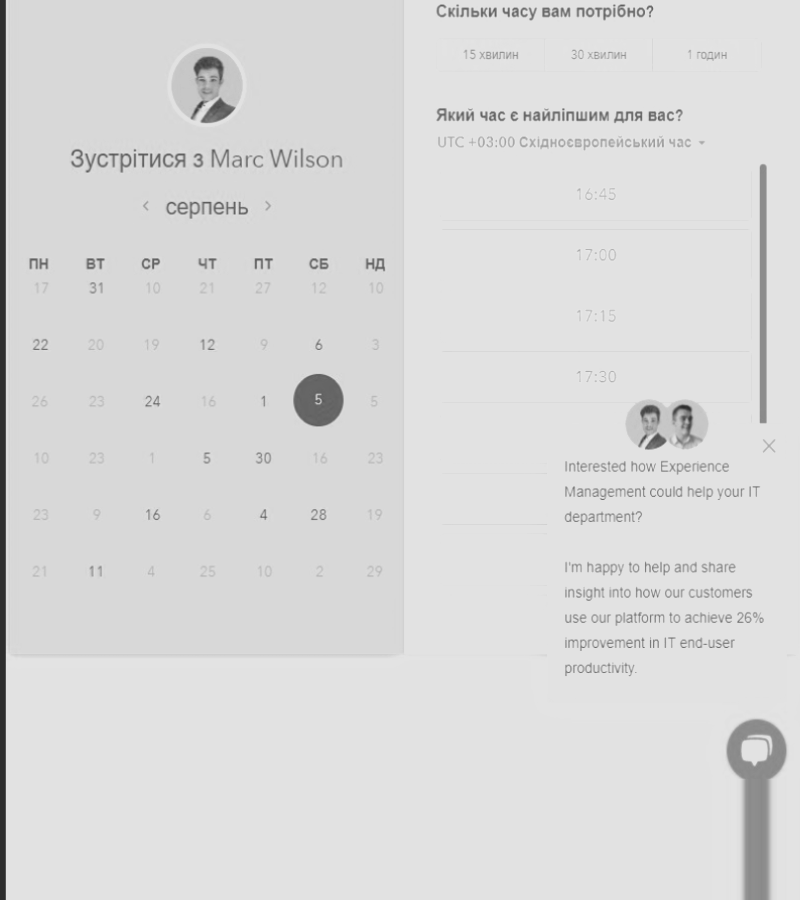 Зустрітися з Marc Wilson
серпень
ПН ВТ СР ЧТ ПТ СБ НД
17 31 10 21 27 12 10
22 20 19 12 9 6 3
26 23 24 16 1 5 5
10 23 1 5 30 16 23
23 9 16 6 4 28 19
21 11 4 25 10 2 29
Скільки часу вам потрібно?
15 хвилин 30 хвилин 1 годин
Який час є найліпшим для вас?
UTC +03:00 Східноєвропейський час
16:45
17:00
17:15
17:30
Interested how Experience
Management could help your IT
department?
I'm happy to help and share
insight into how our customers
use our platform to achieve 26%
improvement in IT end-user
productivity.